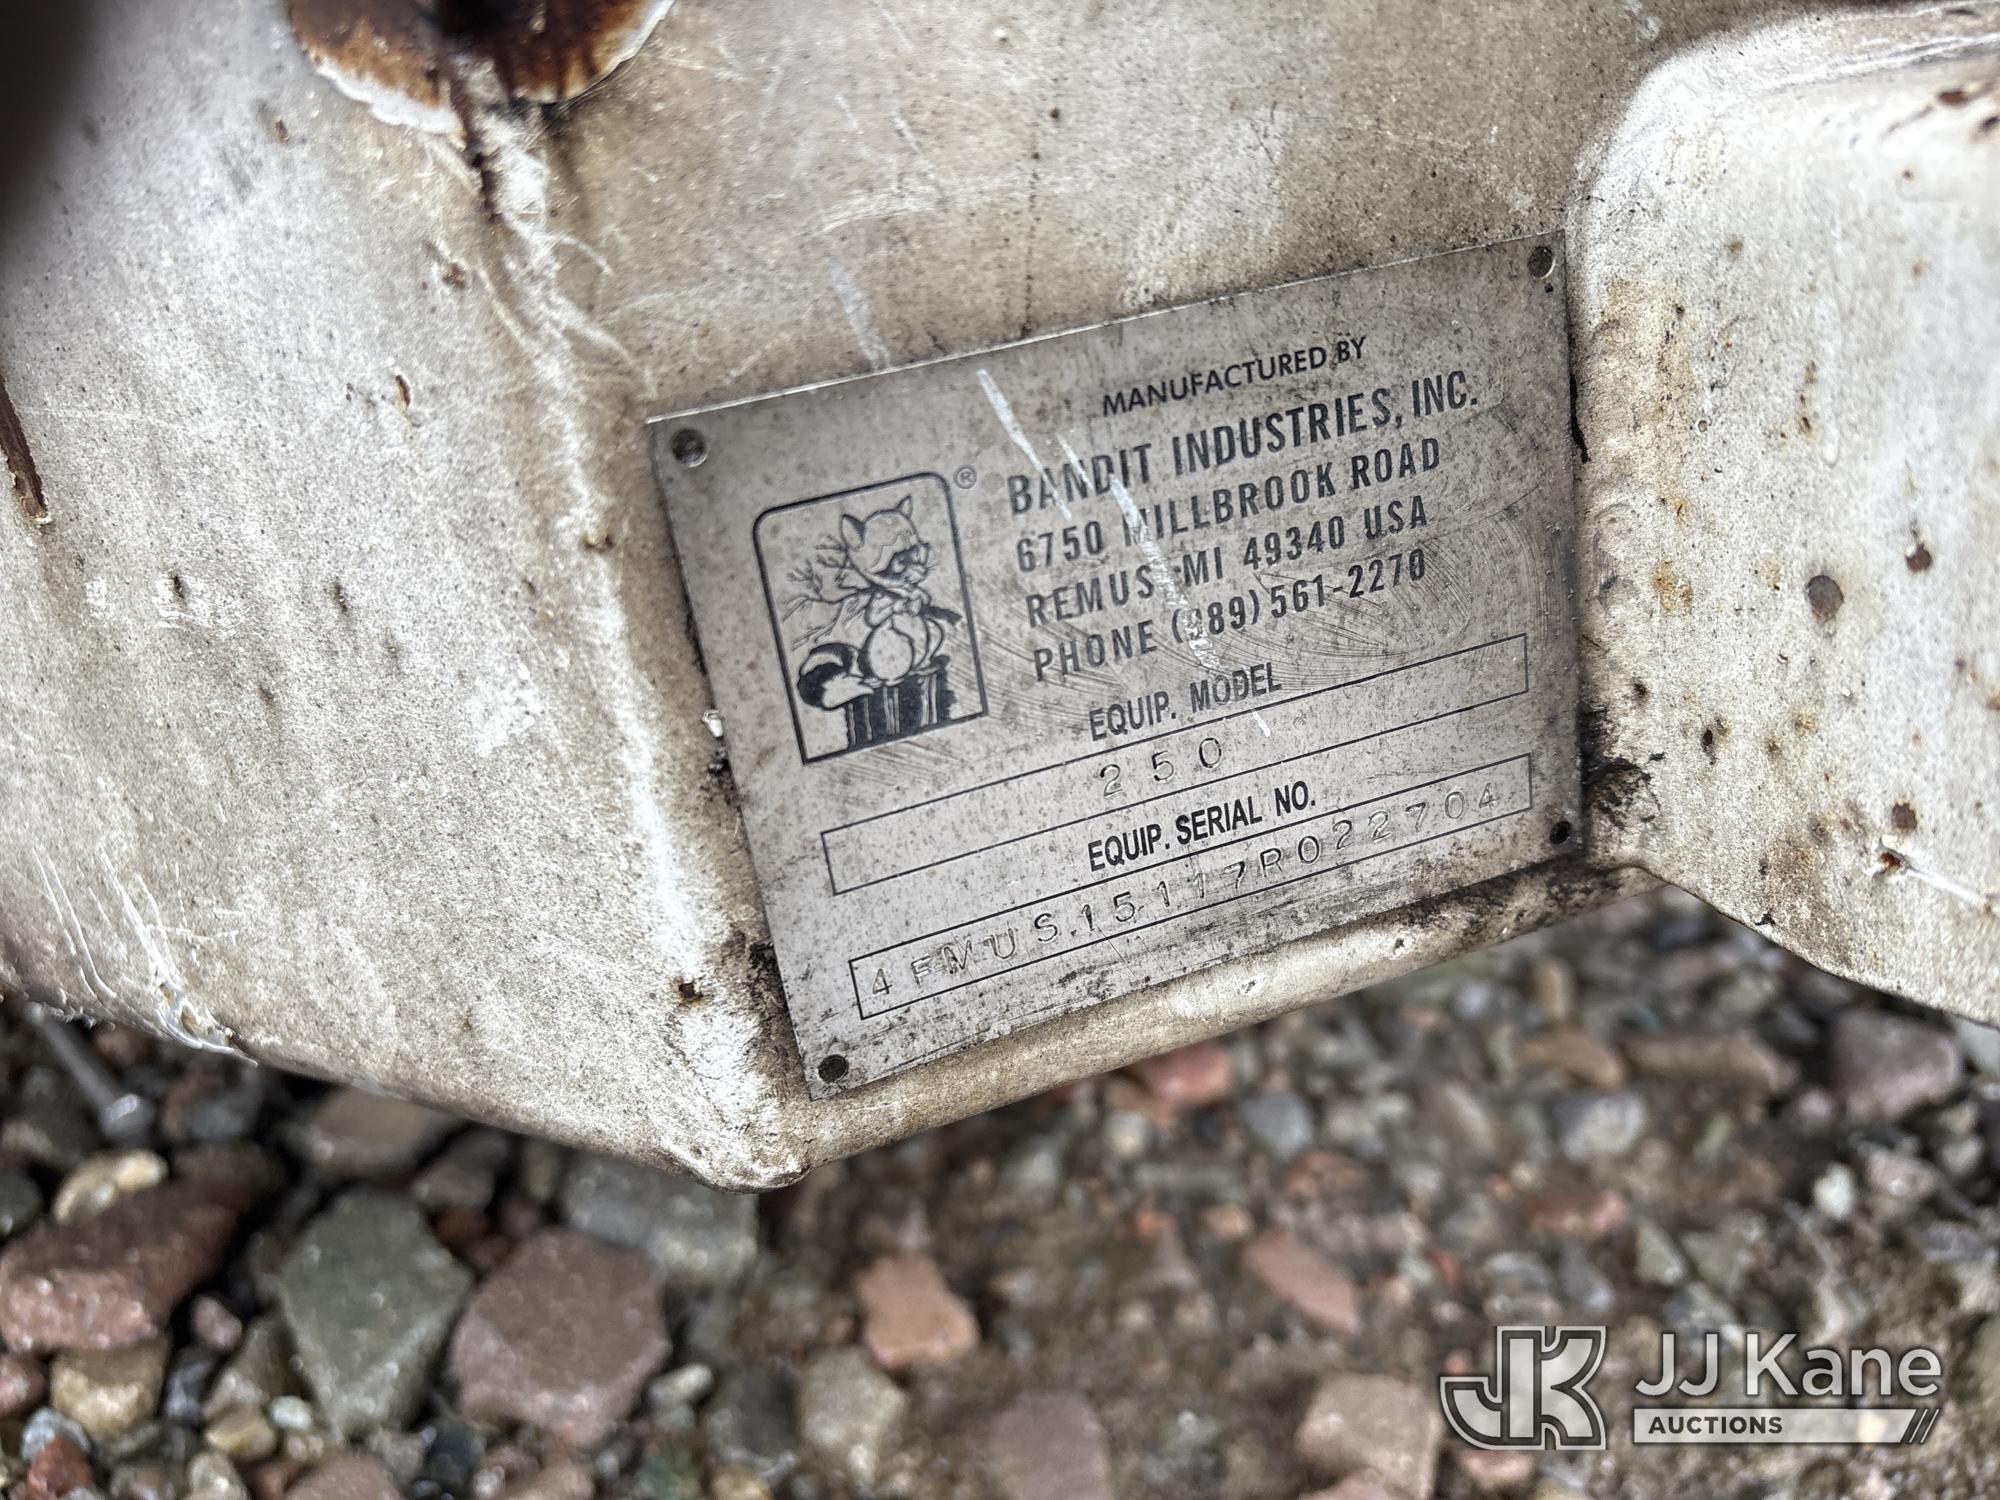 MANUFACTURED BY
BANDIT INDUSTRIES, INC.
6750 MILLBROOK ROAD
REMUS MI 49340 USA
PHONE (989) 561-2270
®
EQUIP. MODEL
250
EQUIP. SERIAL NO.
4FMUS15117R022704
JK JJ Kane
AUCTIONS